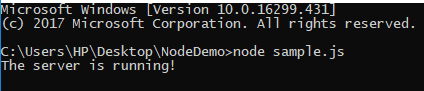 Microsoft Windows [Version 10.0.16299.431]
(c) 2017 Microsoft Corporation. All rights reserved.
C:\Users\HP\Desktop\NodeDemo>node sample.js
The server is running!